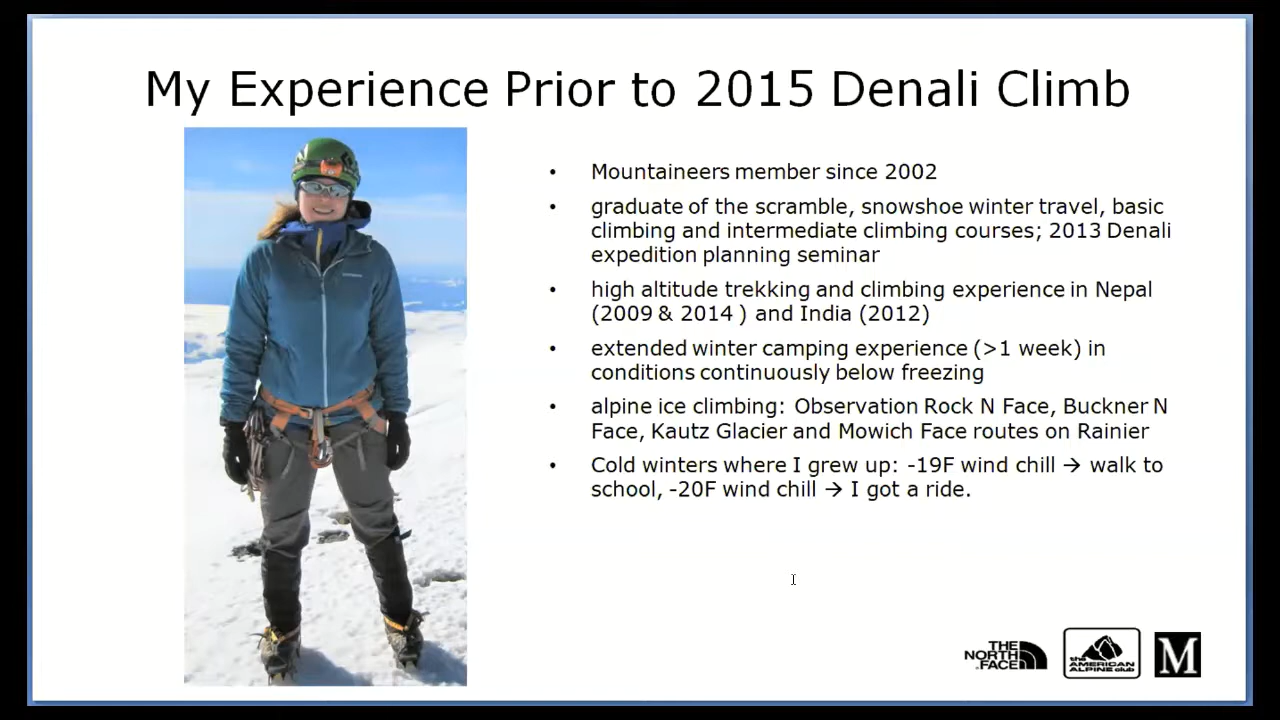 My Experience Prior to 2015 Denali Climb
• Mountaineers member since 2002
• graduate of the scramble, snowshoe winter travel, basic
climbing and intermediate climbing courses; 2013 Denali
expedition planning seminar
• high altitude trekking and climbing experience in Nepal
(2009 & 2014 ) and India (2012)
• extended winter camping experience (>1 week) in
conditions continuously below freezing
• alpine ice climbing: Observation Rock N Face, Buckner N
Face, Kautz Glacier and Mowich Face routes on Rainier
• Cold winters where I grew up: -19F wind chill → walk to
school, -20F wind chill → I got a ride.
THE
NORTH
FACE
the
AMERICAN
ALPINE club
M